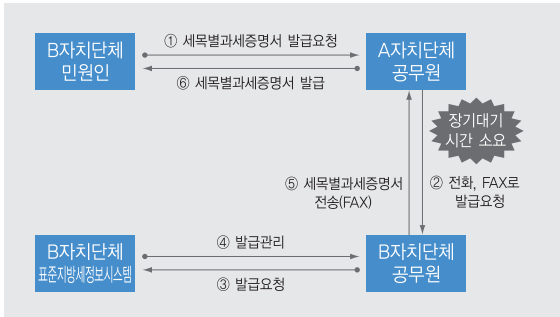 B자치단체
민원인
① 세목별과세증명서 발급요청
⑥ 세목별과세증명서 발급
A자치단체
공무원
장기대기
시간 소요
⑤ 세목별과세증명서
전송(FAX)
② 전화, FAX로
발급요청
B자치단체
표준지방세정보시스템
④ 발급관리
③ 발급요청
B자치단체
공무원